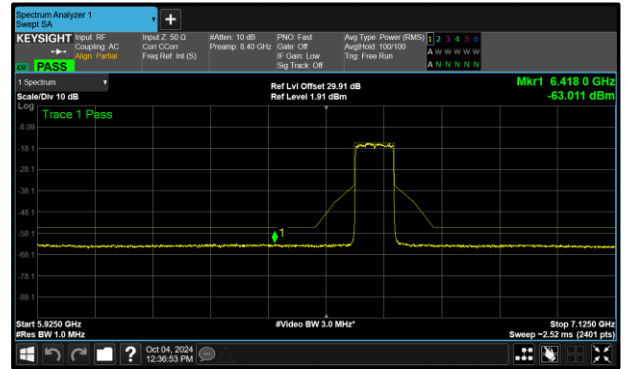 Spectrum Analyzer 1
Swept SA
+
KEYSIGHT Input: RF
Coupling: AC
Align: Partial
Input Z: 50 Ω
Corr CCorr
Freq Ref: Int (S)
#Atten: 10 dB
Preamp: 8.40 GHz
PNO: Fast
Gate: Off
IF Gain: Low
Sig Track: Off
Avg Type: Power (RMS)
Avg|Hold: 100/100
Trig: Free Run
1 2 3 4 5 6
A W W W W W
A N N N N N
LXI PASS
1 Spectrum
Scale/Div 10 dB
Ref Lvl Offset 29.91 dB
Ref Level 1.91 dBm
Mkr1 6.418 0 GHz
-63.011 dBm
Log
Trace 1 Pass
-8.09
-18.1
-28.1
-38.1
-48.1
-58.1
-68.1
-78.1
-88.1
1
Start 5.9250 GHz
#Res BW 1.0 MHz
#Video BW 3.0 MHz*
Stop 7.1250 GHz
Sweep ~2.52 ms (2401 pts)
?
Oct 04, 2024
12:36:53 PM